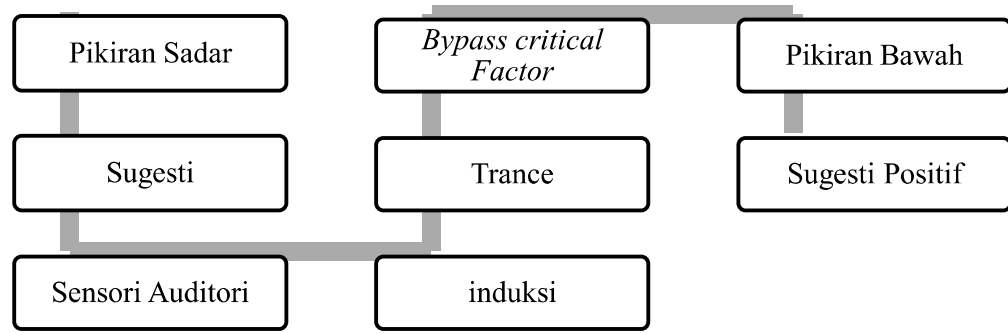 Pikiran Sadar
Sugesti
Sensori Auditori
induksi
Trance
Bypass critical
Factor
Pikiran Bawah
Sugesti Positif